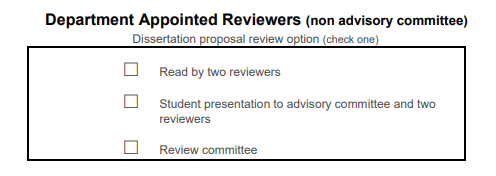 Department Appointed Reviewers (non advisory committee)
Dissertation proposal review option (check one)
Read by two reviewers
Student presentation to advisory committee and two
reviewers
Review committee